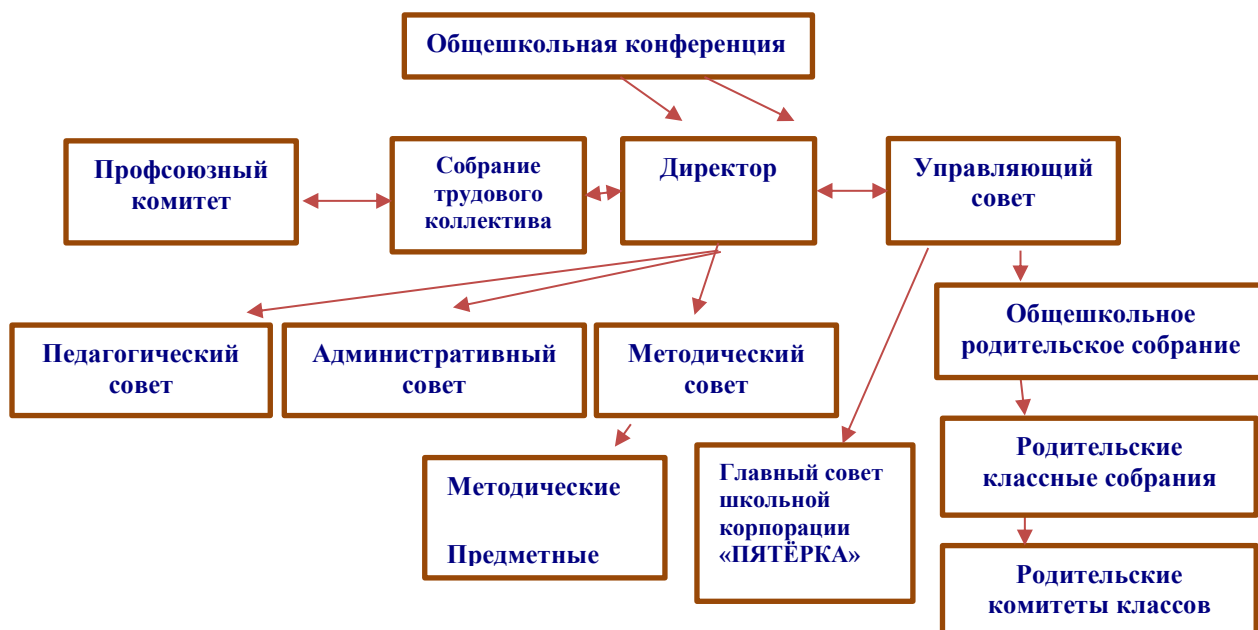 Общешкольная конференция
Профсоюзный
комитет
Собрание
трудового
коллектива
Директор
Управляющий
совет
Педагогический
совет
Административный
совет
Методический
совет
Общешкольное
родительское собрание
Методические
Предметные
Главный совет
школьной
корпорации
«ПЯТЁРКА»
Родительские
классные собрания
Родительские
комитеты классов